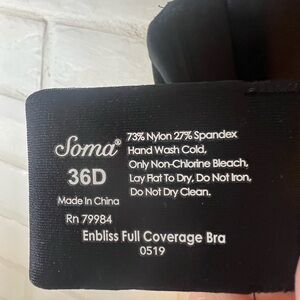 Soma®
36D
Made In China
Rn 79984
73% Nylon 27% Spandex
Hand Wash Cold,
Only Non-Chlorine Bleach,
Lay Flat To Dry, Do Not Iron,
Do Not Dry Clean.
Enbliss Full Coverage Bra
0519